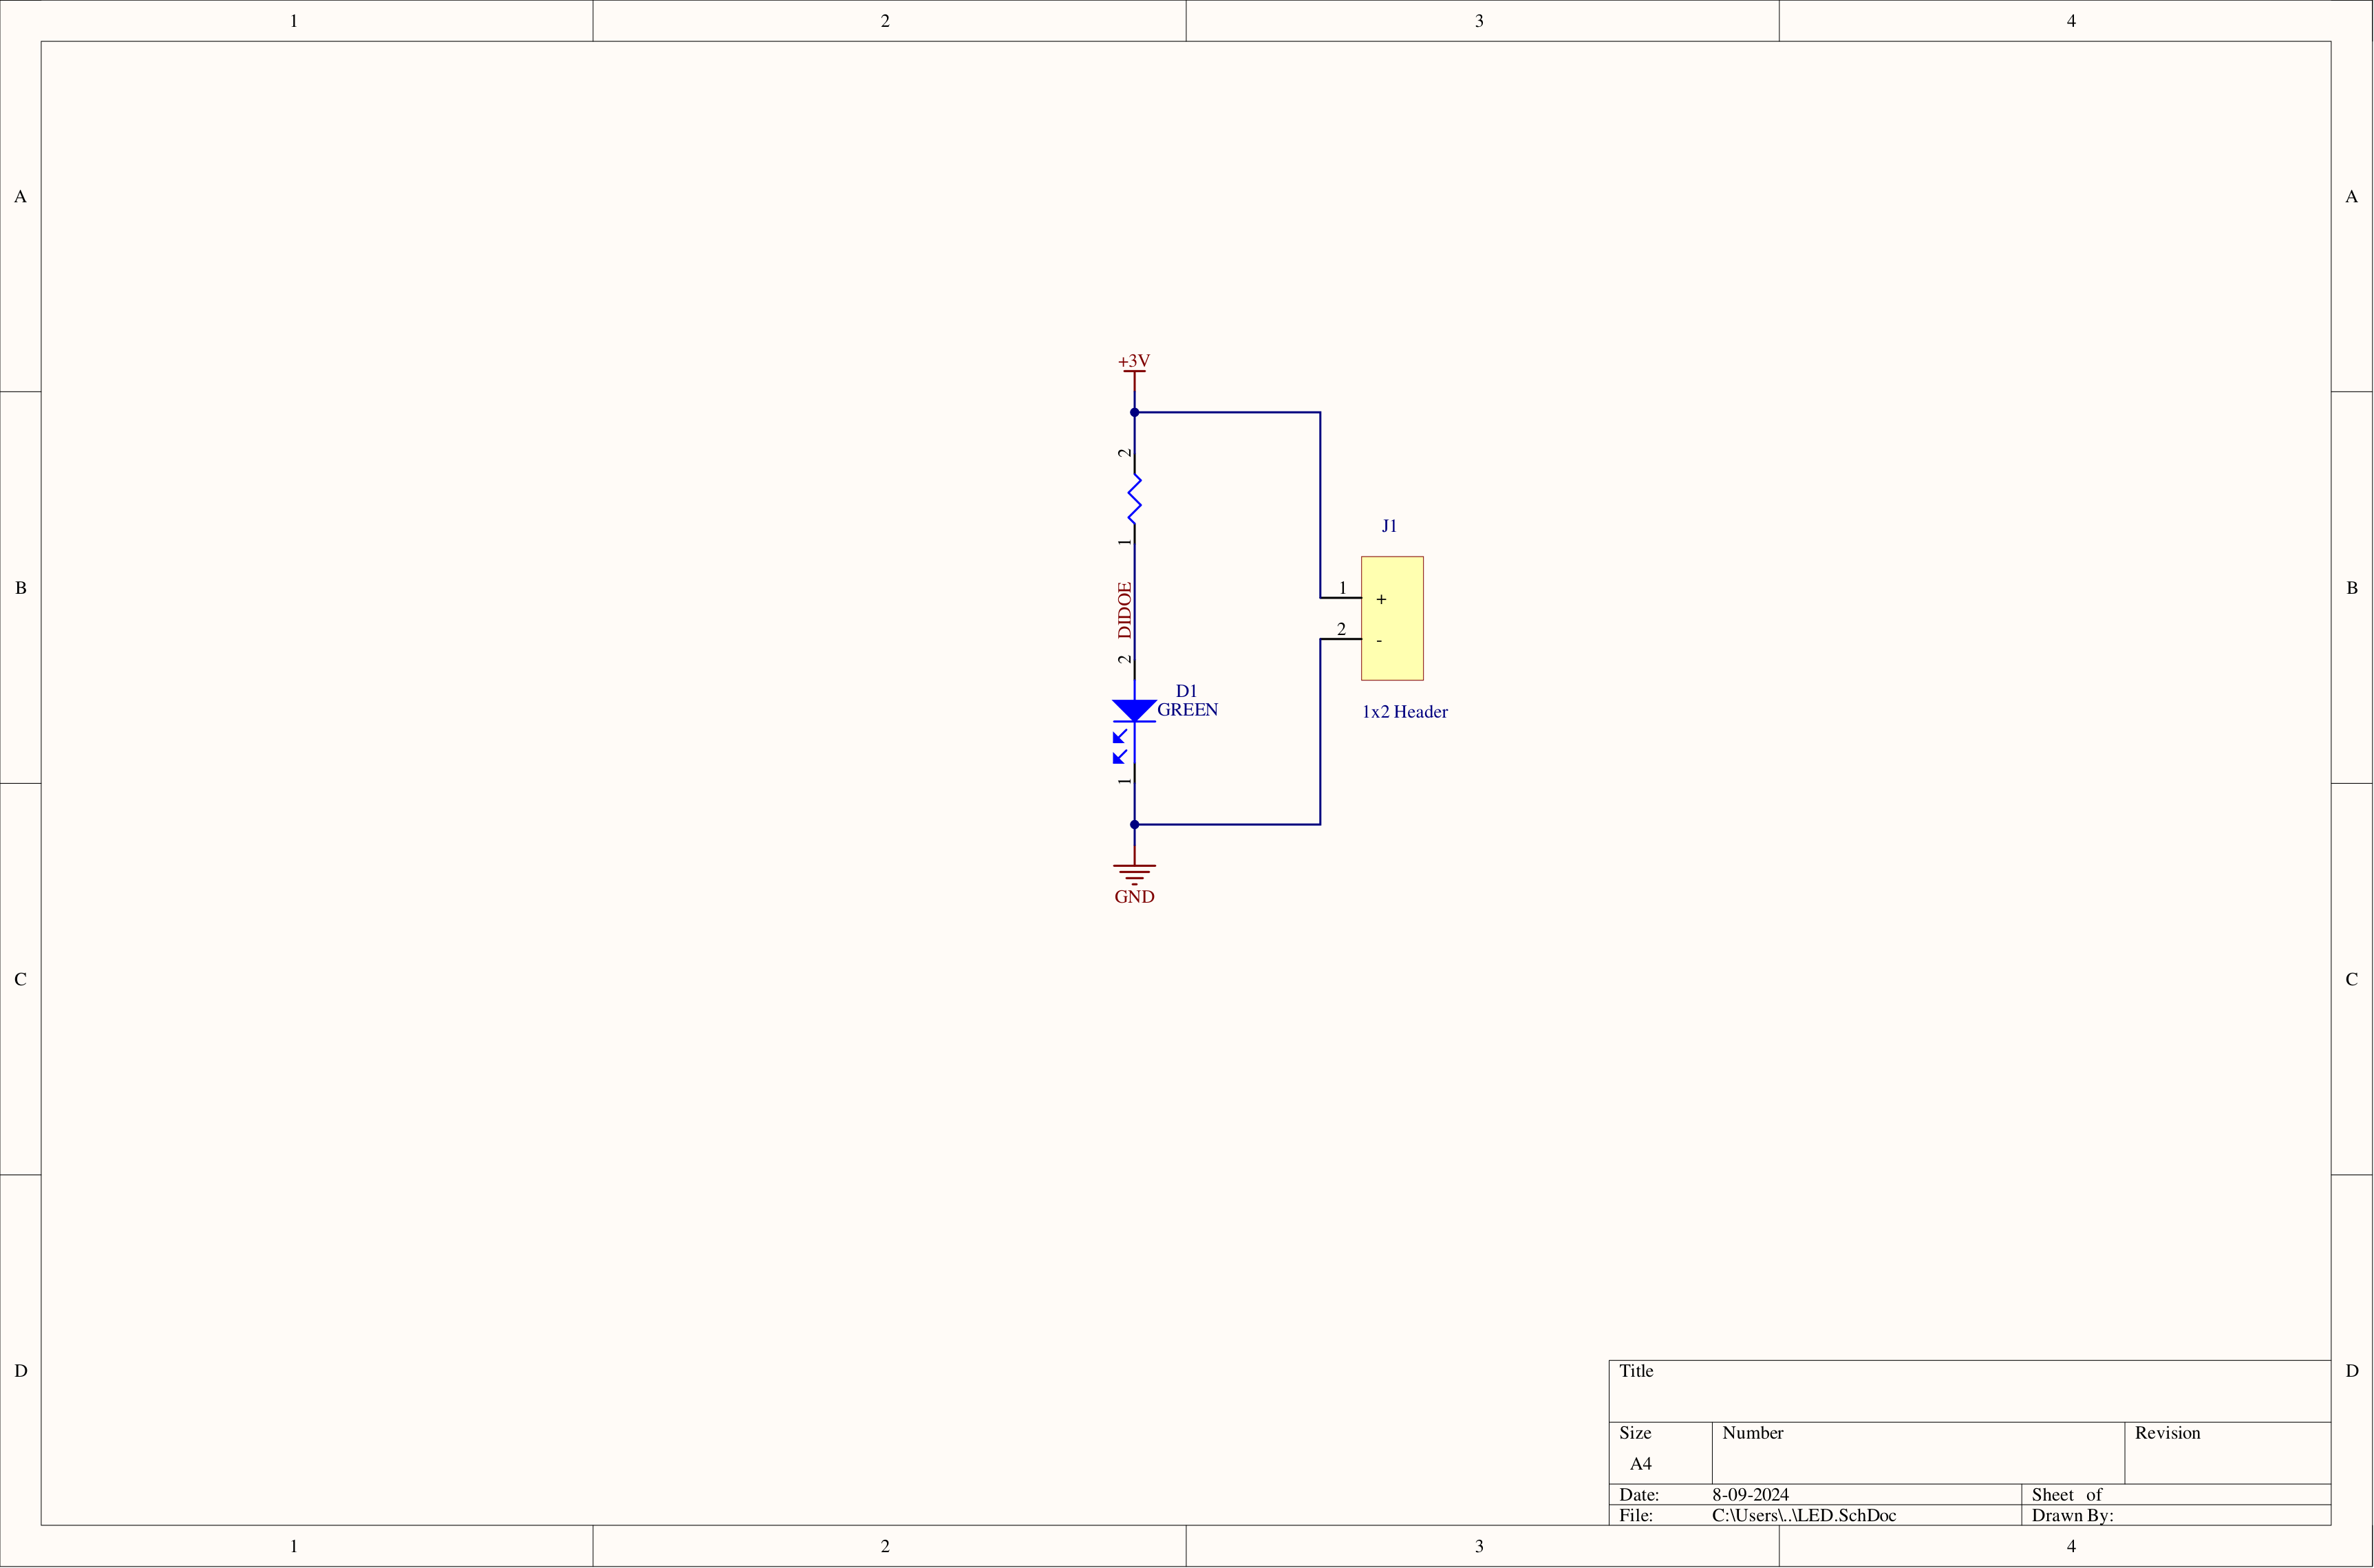 1 2 3 4
A A
+3V
2
J1
1
B B
DIDOE
1
+
2
-
2
D1
GREEN
1x2 Header
1
GND
C C
D D
Title
Size Number Revision
A4
Date: 8-09-2024 Sheet of
File: C:\Users\..\LED.SchDoc Drawn By:
1 2 3 4